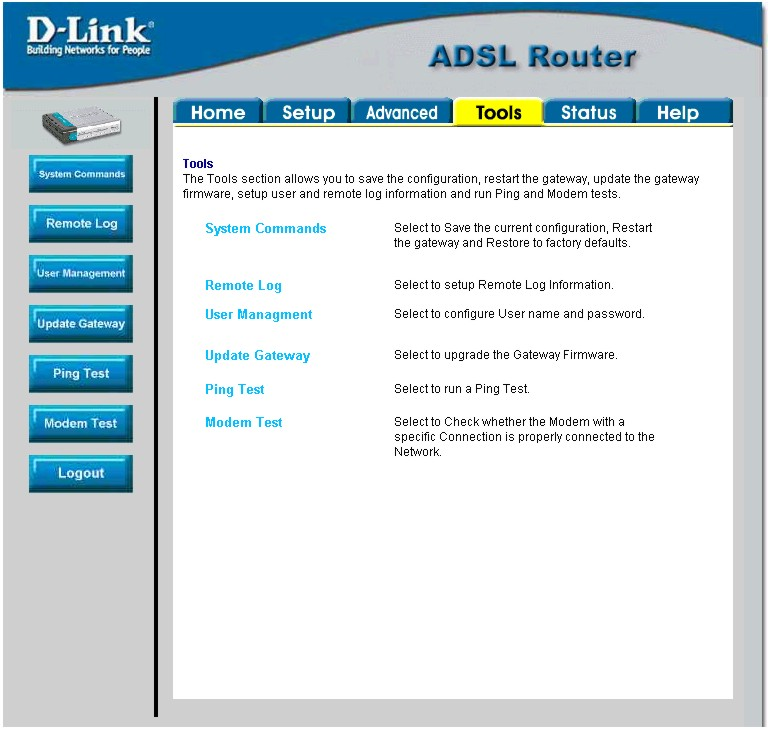 D-Link®
Building Networks for People
ADSL Router
Home Setup Advanced Tools Status Help
System Commands
Remote Log
User Management
Update Gateway
Ping Test
Modem Test
Logout
Tools
The Tools section allows you to save the configuration, restart the gateway, update the gateway
firmware, setup user and remote log information and run Ping and Modem tests.
System Commands Select to Save the current configuration, Restart
the gateway and Restore to factory defaults.
Remote Log Select to setup Remote Log Information.
User Managment Select to configure User name and password.
Update Gateway Select to upgrade the Gateway Firmware.
Ping Test Select to run a Ping Test.
Modem Test Select to Check whether the Modem with a
specific Connection is properly connected to the
Network.